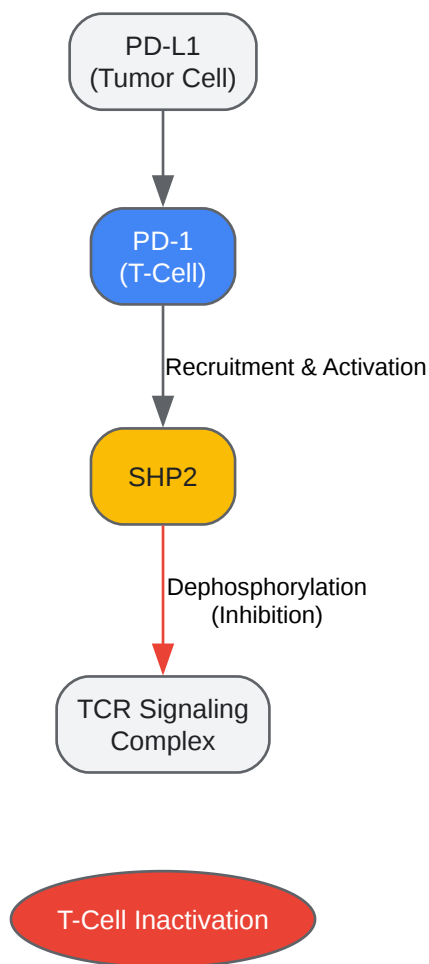 PD-L1
(Tumor Cell)
PD-1
(T-Cell)
Recruitment & Activation
SHP2
Dephosphorylation
(Inhibition)
TCR Signaling
Complex
T-Cell Inactivation